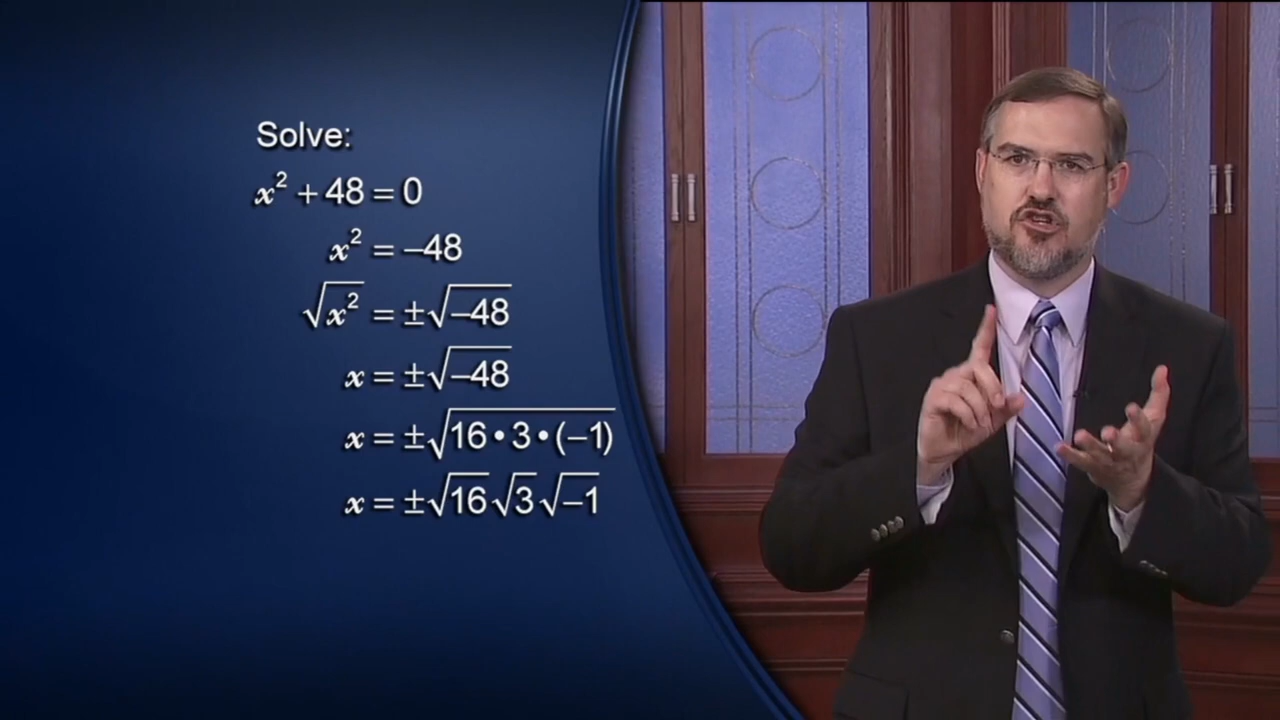 Solve:
x² + 48 = 0
x² = –48
√x² = ±√–48
x = ±√–48
x = ±√16•3•(–1)
x = ±√16√3√–1